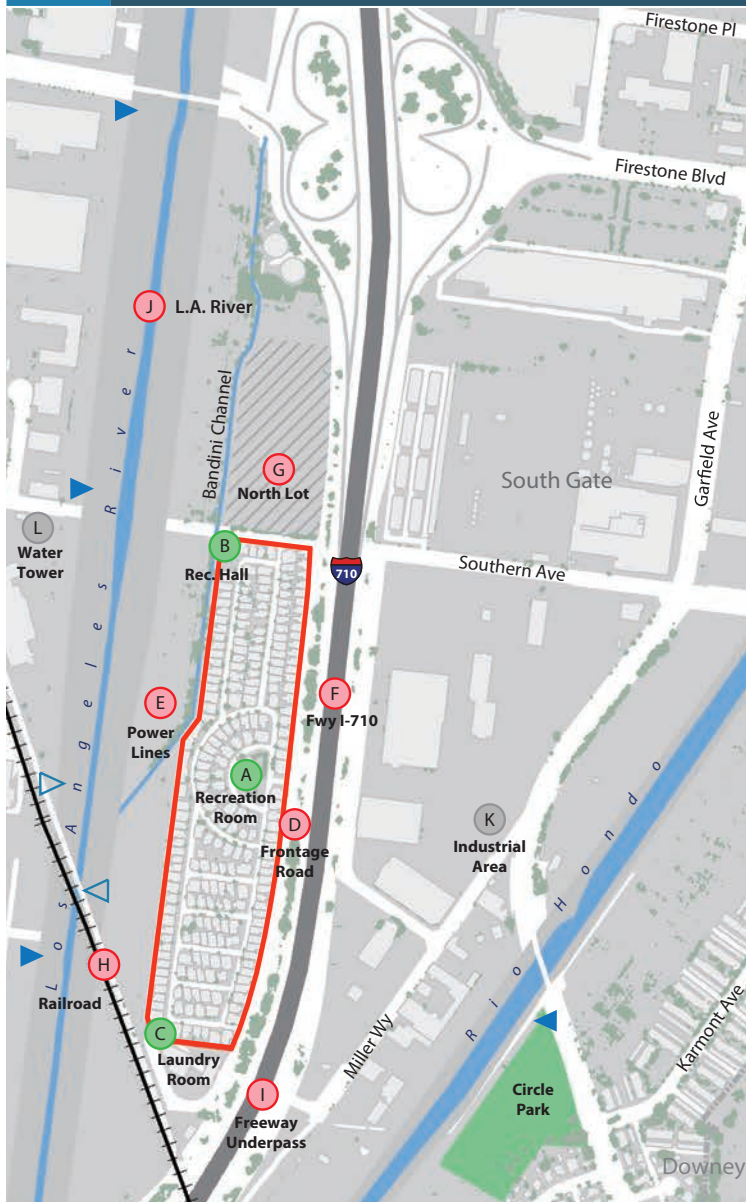 Firestone Pl
Firestone Blvd
J
L.A. River
Bandini Channel
Garfield Ave
G
North Lot
South Gate
L
Water
Tower
B
Rec. Hall
710
Southern Ave
Los Angeles River
E
Power
Lines
F
Fwy I-710
A
Recreation
Room
D
Frontage
Road
K
Industrial
Area
Rio Hondo
H
Railroad
C
Laundry
Room
Miller Wy
Karmont Ave
I
Freeway
Underpass
Circle
Park
Downey